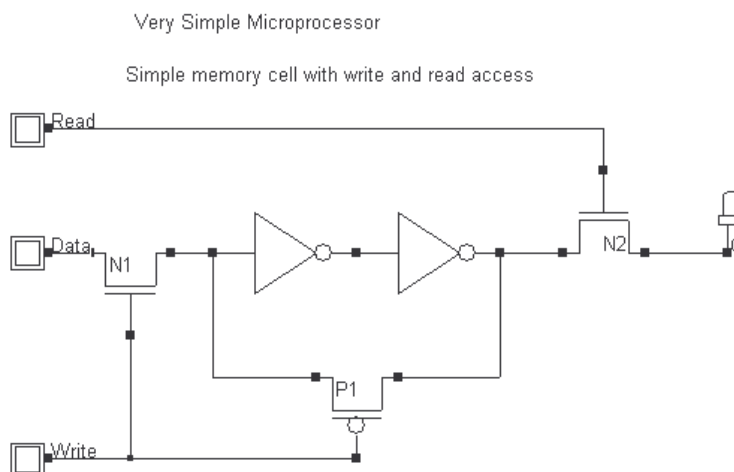 Very Simple Microprocessor
Simple memory cell with write and read access
Read
Data
N1
N2
P1
Write